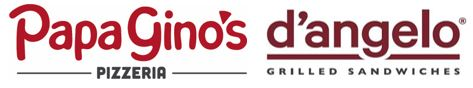 Papa Gino's
PIZZERIA
d'angelo®
GRILLED SANDWICHES